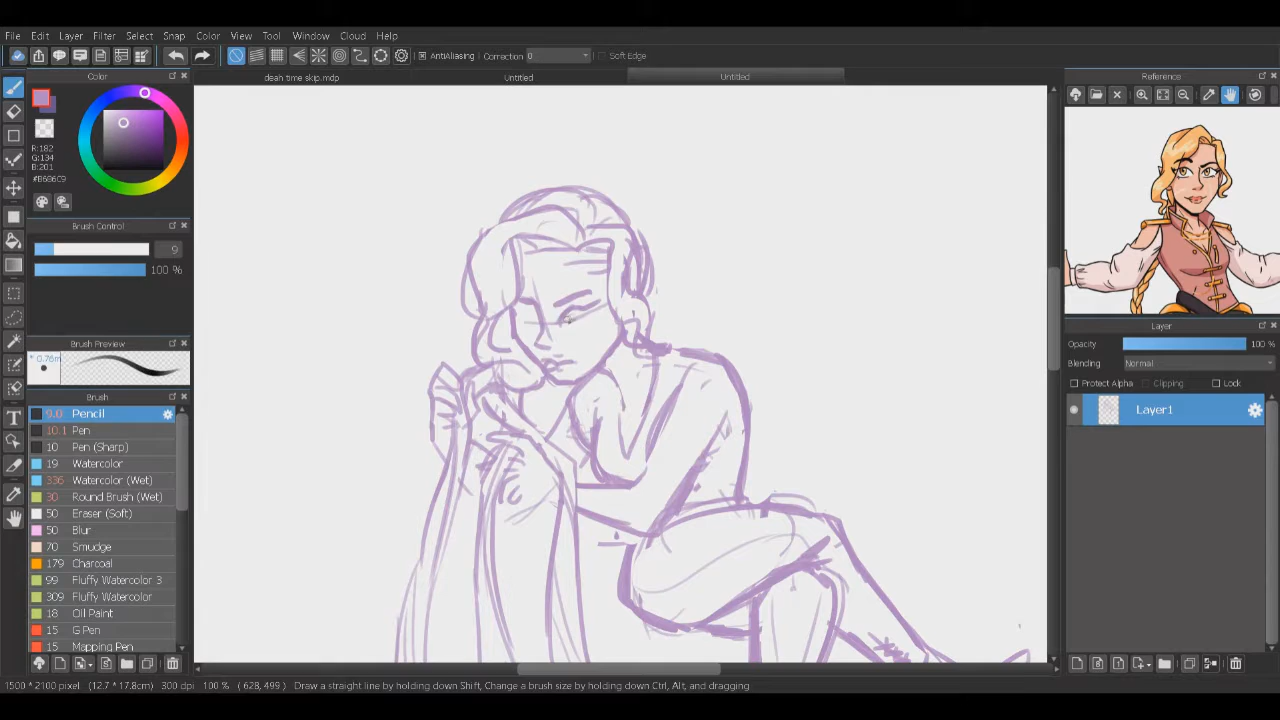 File Edit View Layer Filter Select Snap Color Tool Window Cloud Help
AntiAliasing Correction 0 Soft Edge
Color
deah time skip.mdp Untitled Untitled
Reference
R:182
G:134
B:201
#B686C9
Brush Control
9
100 %
Brush Preview
* 0.76m
Brush
9.0 Pencil
10.1 Pen
10 Pen (Sharp)
19 Watercolor
336 Watercolor (Wet)
30 Round Brush (Wet)
50 Eraser (Soft)
50 Blur
70 Smudge
179 Charcoal
99 Fluffy Watercolor 3
309 Fluffy Watercolor
18 Oil Paint
15 G Pen
15 Mapping Pen
Layer
Opacity 100 %
Blending Normal
Protect Alpha Clipping Lock
Layer1
1500 * 2100 pixel (12.7 * 17.8cm) 300 dpi 100 % ( 628, 499 ) Draw a straight line by holding down Shift, Change a brush size by holding down Ctrl, Alt, and dragging